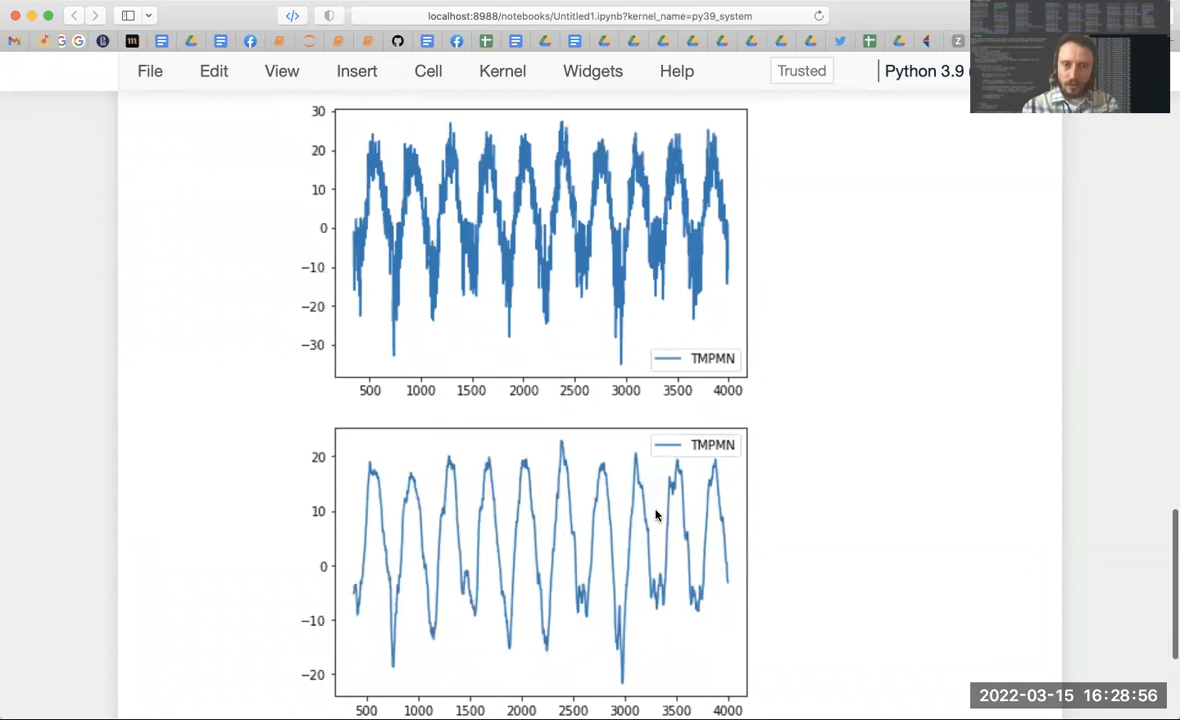 localhost:8988/notebooks/Untitled1.ipynb?kernel_name=py39_system
File Edit View Insert Cell Kernel Widgets Help Trusted Python 3.9
30
20
10
0
−10
−20
−30
TMPMN
500 1000 1500 2000 2500 3000 3500 4000
TMPMN
20
10
0
−10
−20
500 1000 1500 2000 2500 3000 3500 4000
2022-03-15 16:28:56